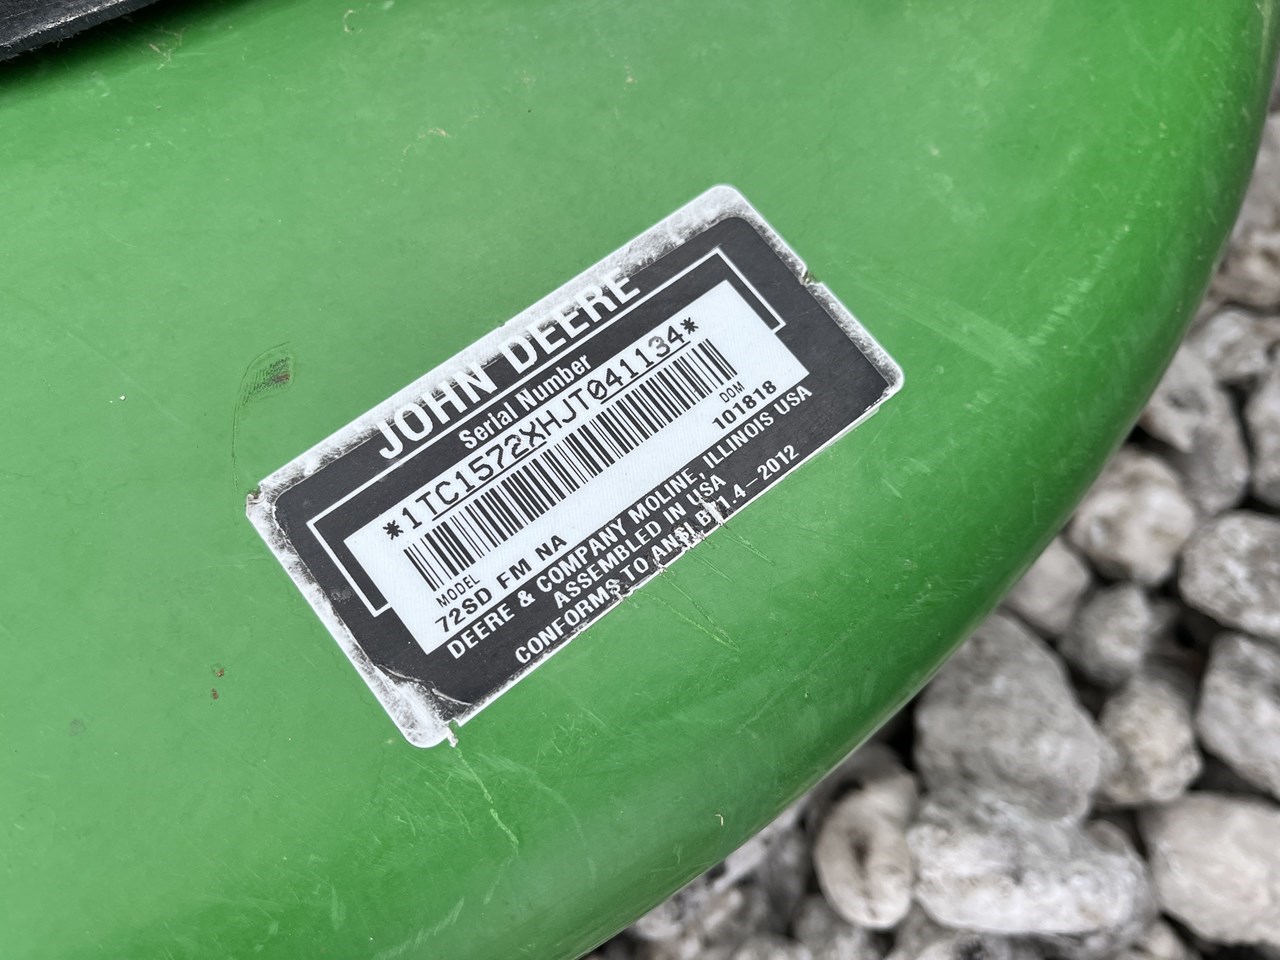 JOHN DEERE
Serial Number
*1TC1572XHJT041134*
DOM
101818
MODEL
72SD FM NA
DEERE & COMPANY MOLINE, ILLINOIS USA
ASSEMBLED IN USA
CONFORMS TO ANSI B71.4-2012